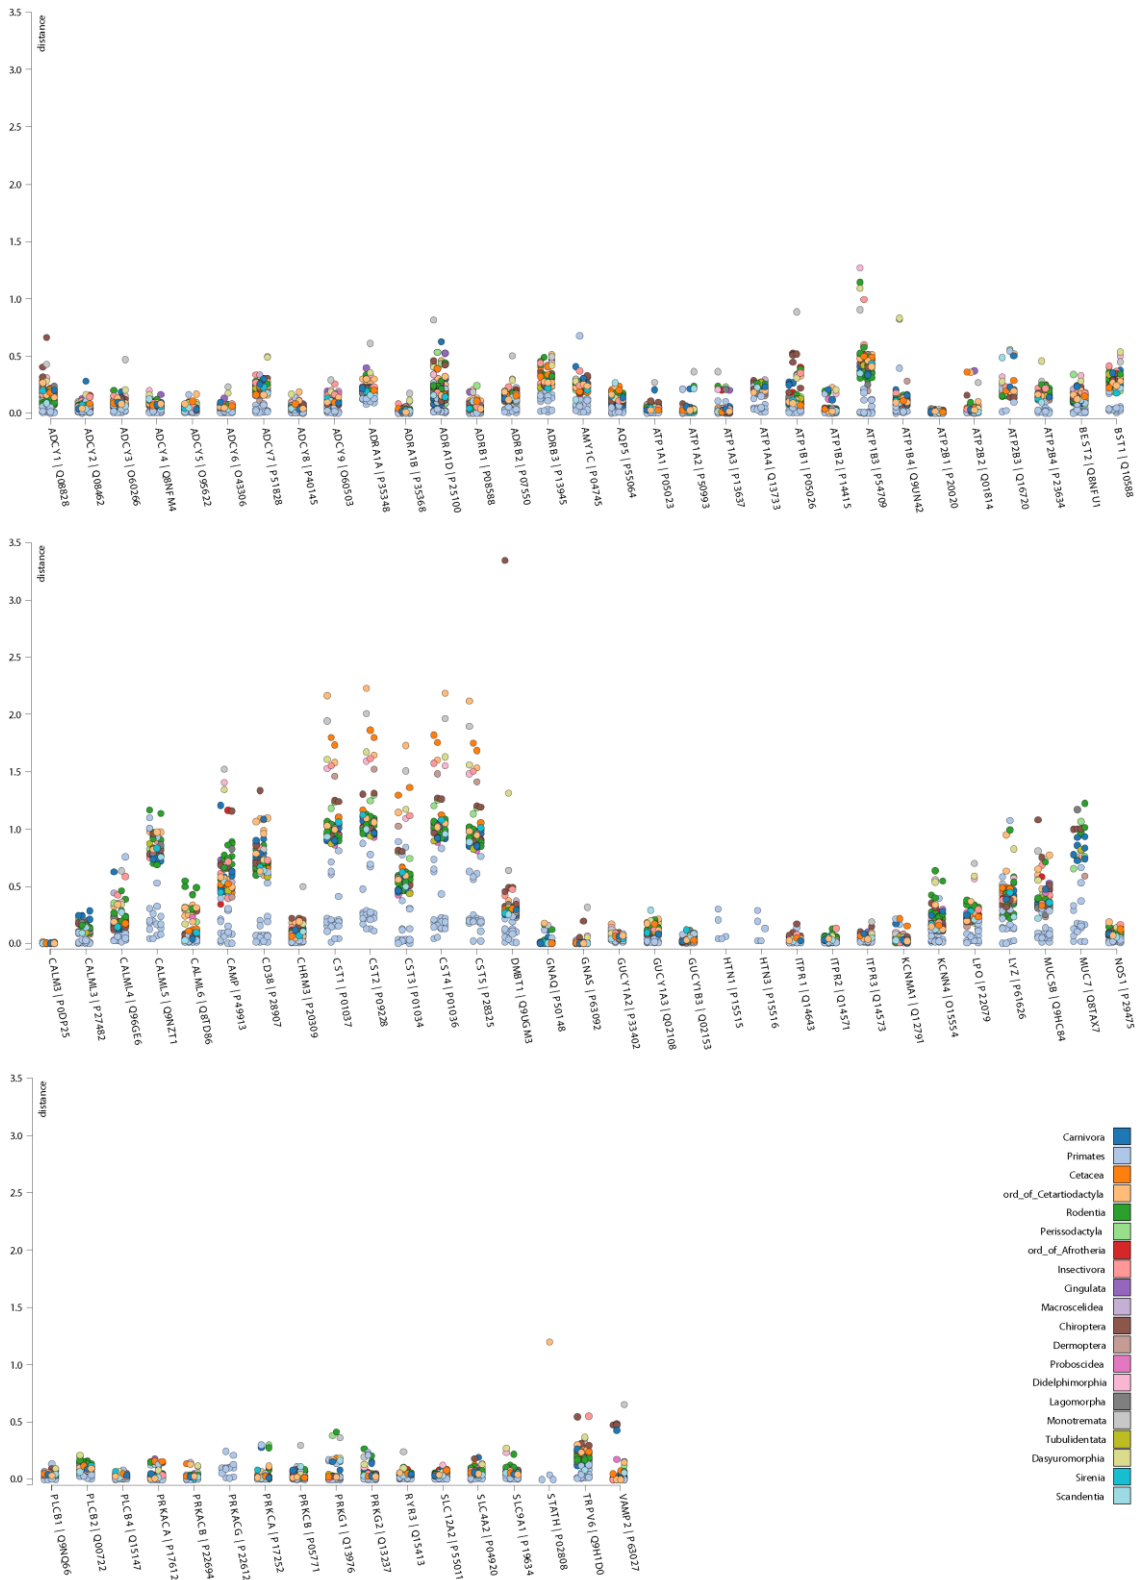 3.5
distance
3.0
2.5
2.0
1.5
1.0
0.5
0.0
ADCY1 | Q08828
ADCY2 | Q08462
ADCY3 | O60266
ADCY4 | Q8NFM4
ADCY5 | O95622
ADCY6 | O43306
ADCY7 | P51828
ADCY8 | P40145
ADCY9 | O60503
ADRA1A | P35348
ADRA1B | P35368
ADRA1D | P25100
ADRB1 | P08588
ADRB2 | P07550
ADRB3 | P13945
AMY1C | P04745
AQP5 | P55064
ATP1A1 | P05023
ATP1A2 | P50993
ATP1A3 | P13637
ATP1A4 | Q13733
ATP1B1 | P05026
ATP1B2 | P14415
ATP1B3 | P54709
ATP1B4 | Q9UN42
ATP2B1 | P20020
ATP2B2 | Q01814
ATP2B3 | Q16720
ATP2B4 | P23634
BEST2 | Q8NFU1
BST1 | Q10588
3.5
distance
3.0
2.5
2.0
1.5
1.0
0.5
0.0
CALM3 | P0DP25
CALML3 | P27482
CALML4 | Q96GE6
CALML5 | Q9NZT1
CALML6 | Q8TD86
CAMP | P49913
CD38 | P28907
CHRM3 | P20309
CST1 | P01037
CST2 | P09228
CST3 | P01034
CST4 | P01036
CST5 | P28325
DMBT1 | Q9UGM3
GNAQ | P50148
GNAS | P63092
GUCY1A2 | P33402
GUCY1A3 | Q02108
GUCY1B3 | Q02153
HTN1 | P15515
HTN3 | P15516
ITPR1 | Q14643
ITPR2 | Q14571
ITPR3 | Q14573
KCNMA1 | Q12791
KCNN4 | O15554
LPO | P22079
LYZ | P61626
MUC5B | Q9HC84
MUC7 | Q8TAX7
NOS1 | P29475
3.5
distance
3.0
2.5
2.0
1.5
1.0
0.5
0.0
PLCB1 | Q9NQ66
PLCB2 | Q00722
PLCB4 | Q15147
PRKACA | P17612
PRKACB | P22694
PRKACG | P22612
PRKCA | P17252
PRKCB | P05771
PRKG1 | Q13976
PRKG2 | Q13237
RYR3 | Q15413
SLC12A2 | P55011
SLC4A2 | P04920
SLC9A1 | P19634
STATH | P02808
TRPV6 | Q9H1D0
VAMP2 | P63027
Carnivora
Primates
Cetacea
ord_of_Cetartiodactyla
Rodentia
Perissodactyla
ord_of_Afrotheria
Insectivora
Cingulata
Macroscelidea
Chiroptera
Dermoptera
Proboscidea
Didelphimorphia
Lagomorpha
Monotremata
Tubulidentata
Dasyuromorphia
Sirenia
Scandentia